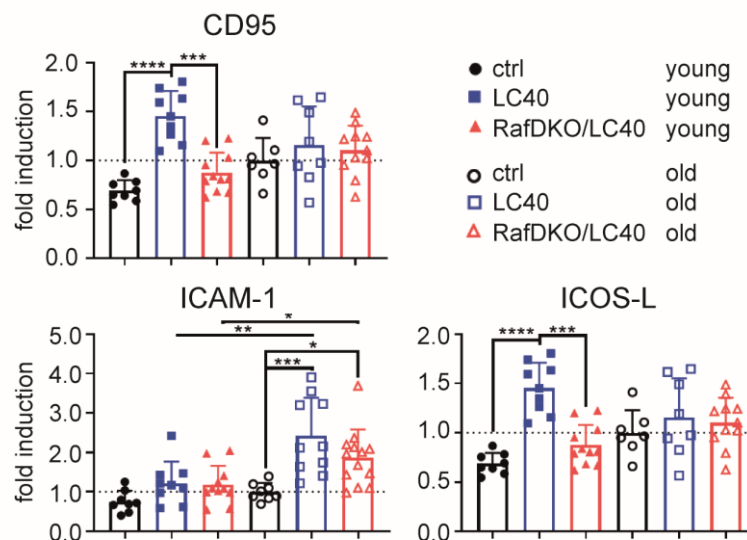 CD95
fold induction
2.0
1.5
1.0
0.5
0.0
**** ***
ctrl young
LC40 young
RafDKO/LC40 young
ctrl old
LC40 old
RafDKO/LC40 old
ICAM-1
fold induction
5.0
4.0
3.0
2.0
1.0
0.0
*
**
*
***
ICOS-L
2.0
1.5
1.0
0.5
0.0
**** ***